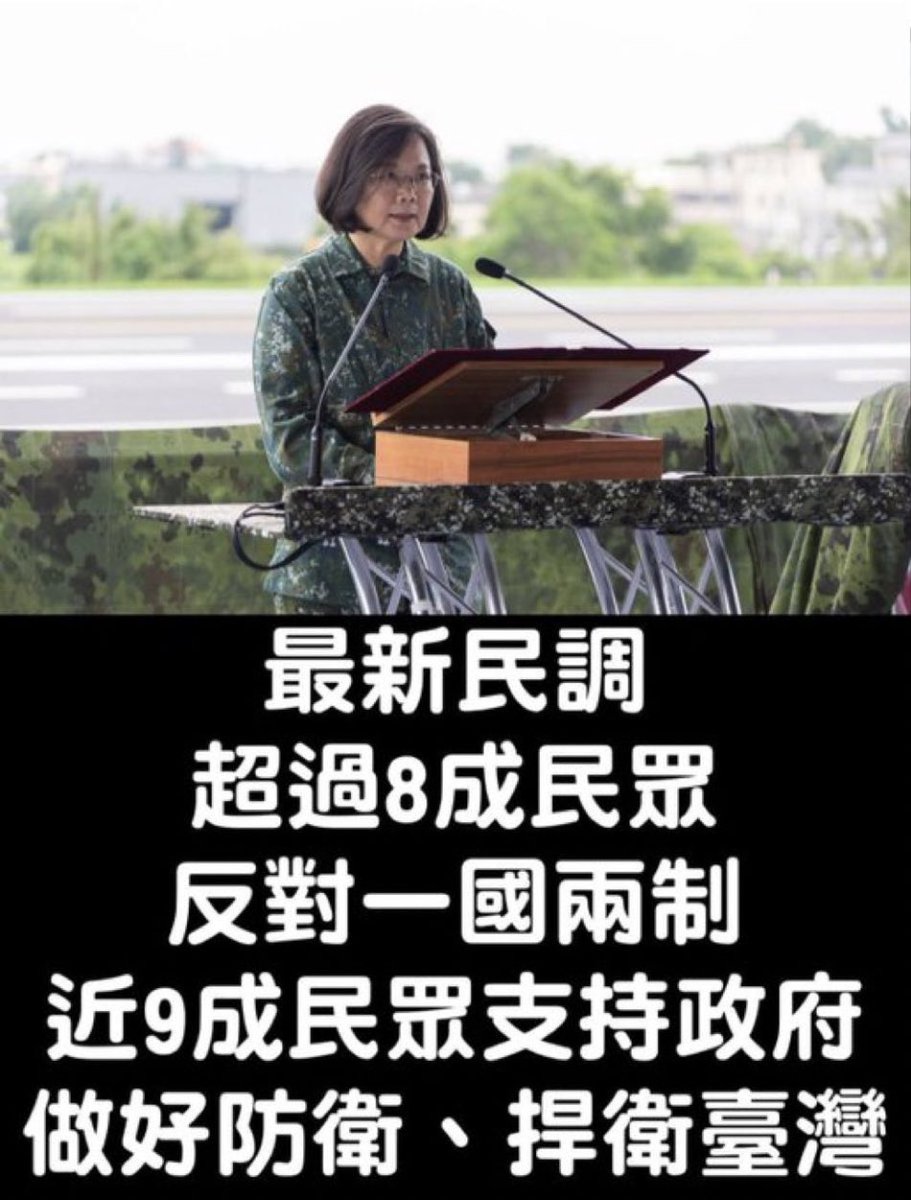 最新民調
超過8成民眾
反對一國兩制
近9成民眾支持政府
做好防衛、捍衛臺灣